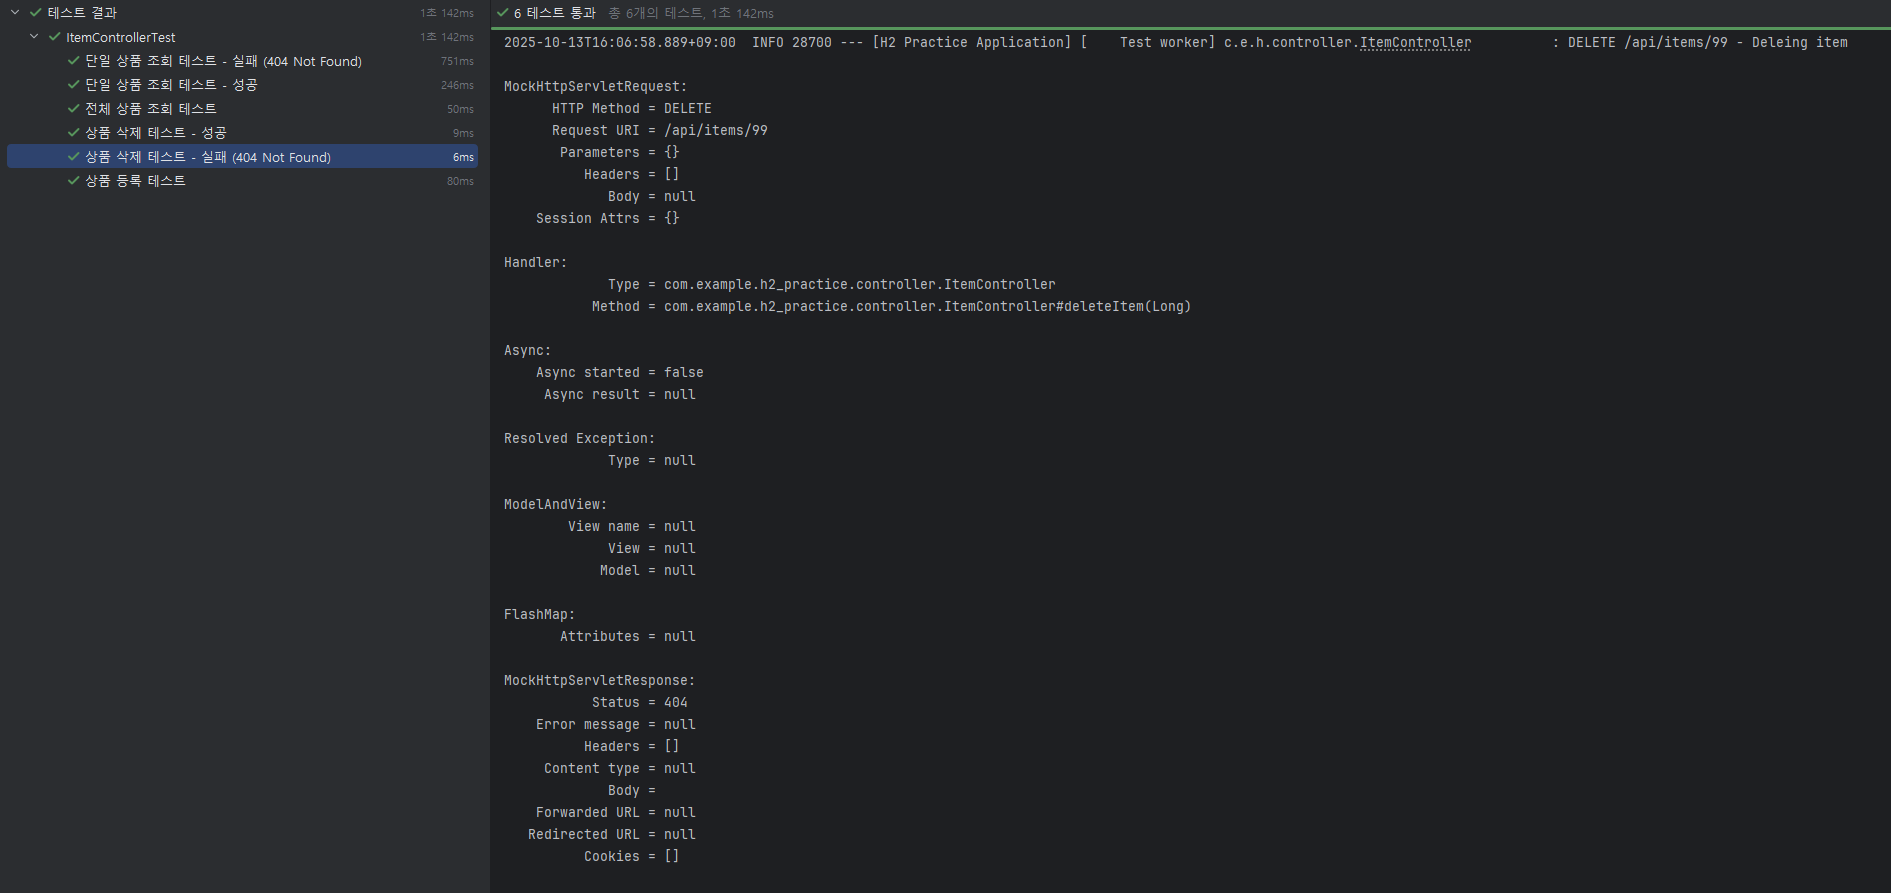 테스트 결과 1초 142ms
ItemControllerTest 1초 142ms
단일 상품 조회 테스트 - 실패 (404 Not Found) 751ms
단일 상품 조회 테스트 - 성공 246ms
전체 상품 조회 테스트 50ms
상품 삭제 테스트 - 성공 9ms
상품 삭제 테스트 - 실패 (404 Not Found) 6ms
상품 등록 테스트 80ms
6 테스트 통과 총 6개의 테스트, 1초 142ms
2025-10-13T16:06:58.889+09:00  INFO 28700 --- [H2 Practice Application] [    Test worker] c.e.h.controller.ItemController          : DELETE /api/items/99 - Deleing item
MockHttpServletRequest:
HTTP Method = DELETE
Request URI = /api/items/99
Parameters = {}
Headers = []
Body = null
Session Attrs = {}
Handler:
Type = com.example.h2_practice.controller.ItemController
Method = com.example.h2_practice.controller.ItemController#deleteItem(Long)
Async:
Async started = false
Async result = null
Resolved Exception:
Type = null
ModelAndView:
View name = null
View = null
Model = null
FlashMap:
Attributes = null
MockHttpServletResponse:
Status = 404
Error message = null
Headers = []
Content type = null
Body =
Forwarded URL = null
Redirected URL = null
Cookies = []